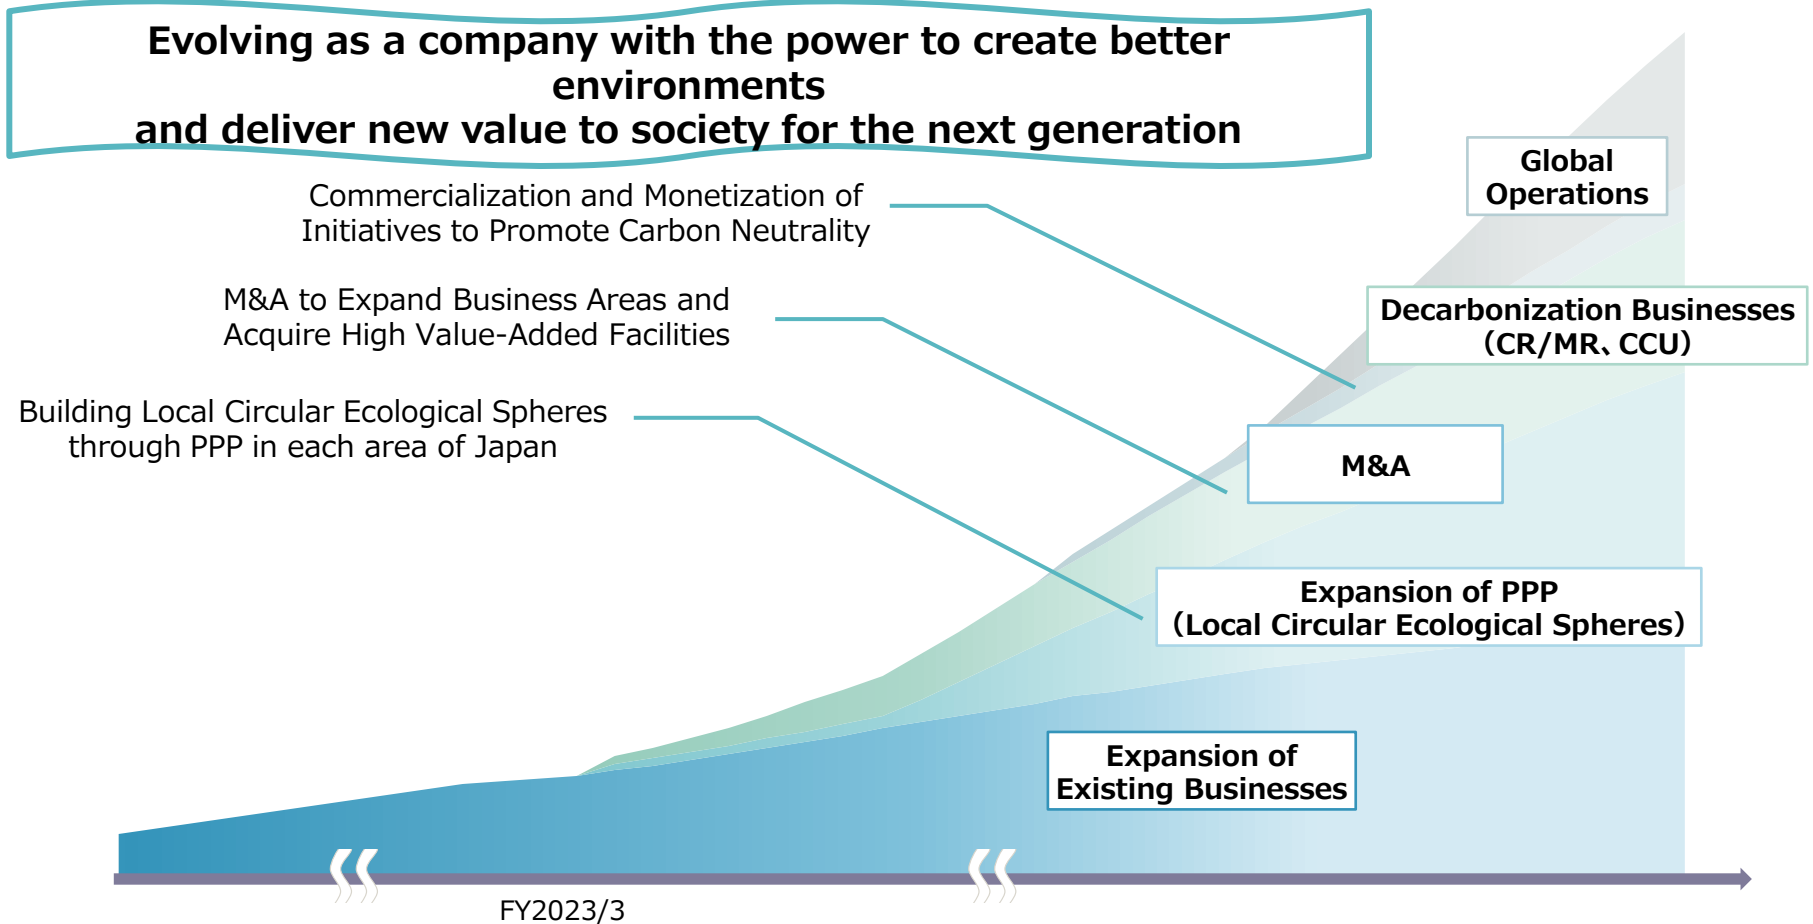 Evolving as a company with the power to create better
environments
and deliver new value to society for the next generation
Commercialization and Monetization of
Initiatives to Promote Carbon Neutrality
M&A to Expand Business Areas and
Acquire High Value-Added Facilities
Building Local Circular Ecological Spheres
through PPP in each area of Japan
Global
Operations
Decarbonization Businesses
（CR/MR、CCU）
M&A
Expansion of PPP
（Local Circular Ecological Spheres）
Expansion of
Existing Businesses
FY2023/3